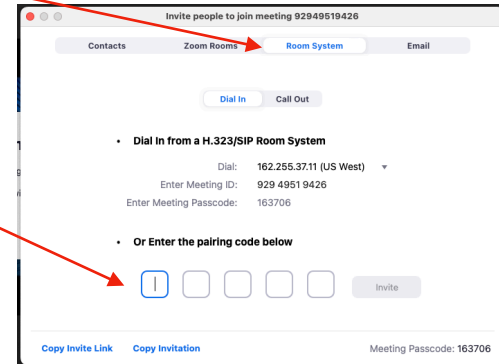 Invite people to join meeting 92949519426
Contacts Zoom Rooms Room System Email
Dial In Call Out
• Dial In from a H.323/SIP Room System
Dial: 162.255.37.11 (US West)
Enter Meeting ID: 929 4951 9426
Enter Meeting Passcode: 163706
• Or Enter the pairing code below
Invite
Copy Invite Link Copy Invitation Meeting Passcode: 163706